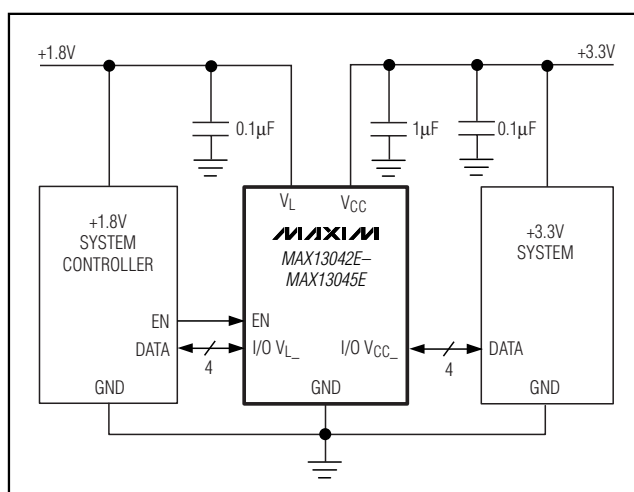 +1.8V
+3.3V
0.1µF
1µF
0.1µF
+1.8V
SYSTEM
CONTROLLER
EN
DATA
GND
4
VL
VCC
MAXIM
MAX13042E–
MAX13045E
EN
I/O VL_
I/O VCC_
GND
4
+3.3V
SYSTEM
DATA
GND